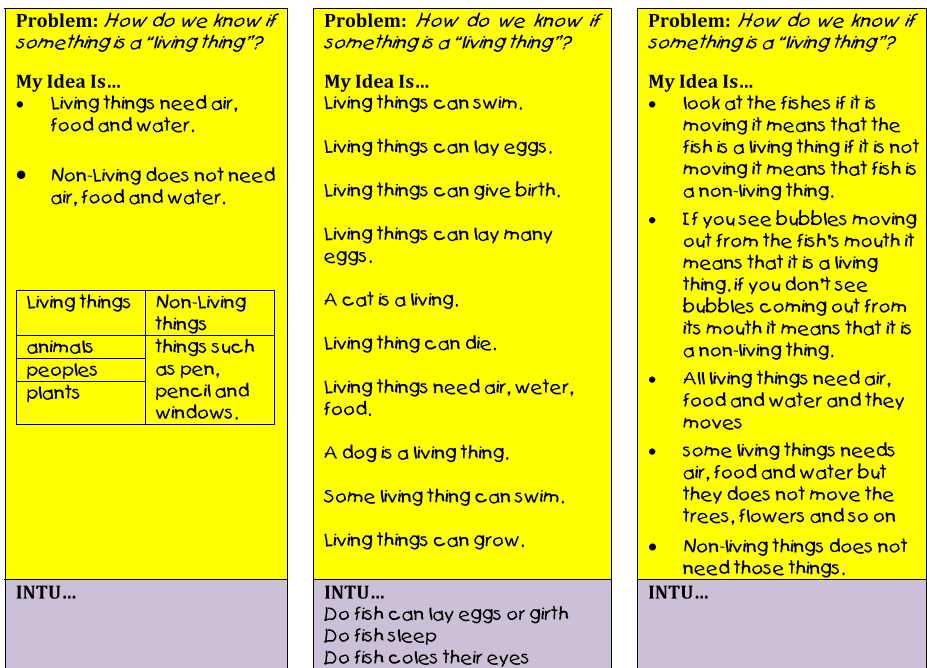 Problem: How do we know if
something is a “living thing”?
My Idea Is...
• Living things need air,
food and water.
• Non-Living does not need
air, food and water.
Living things Non-Living
things
animals things such
peoples as pen,
plants pencil and
windows.
INTU...
Problem: How do we know if
something is a “living thing”?
My Idea Is...
Living things can swim.
Living things can lay eggs.
Living things can give birth.
Living things can lay many
eggs.
A cat is a living.
Living thing can die.
Living things need air, weter,
food.
A dog is a living thing.
Some living thing can swim.
Living things can grow.
INTU...
Do fish can lay eggs or girth
Do fish sleep
Do fish coles their eyes
Problem: How do we know if
something is a “living thing”?
My Idea Is...
• look at the fishes if it is
moving it means that the
fish is a living thing if it is not
moving it means that fish is
a non-living thing.
• If you see bubbles moving
out from the fish's mouth it
means that it is a living
thing. if you don't see
bubbles coming out from
its mouth it means that it is
a non-living thing.
• All living things need air,
food and water and they
moves
• some living things needs
air, food and water but
they does not move the
trees, flowers and so on
• Non-living things does not
need those things.
INTU...